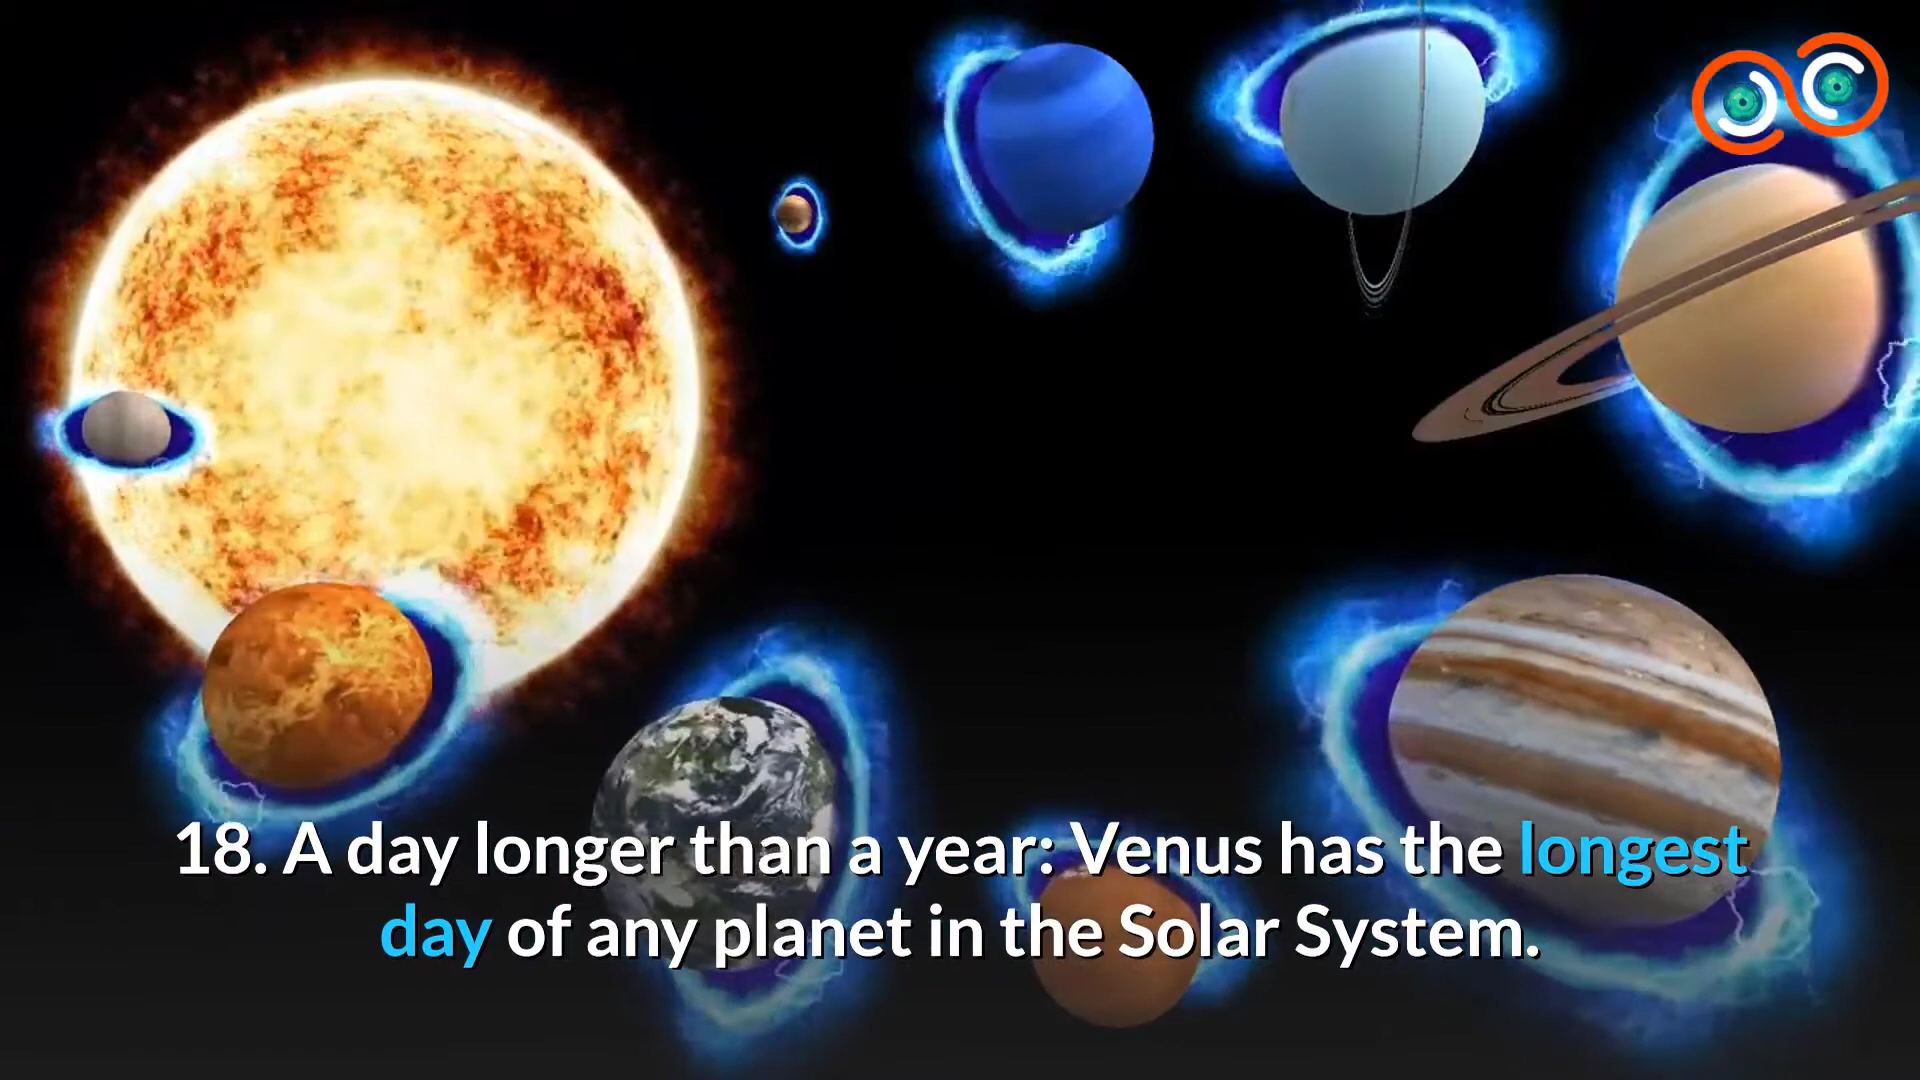 18. A day longer than a year: Venus has the longest
day of any planet in the Solar System.